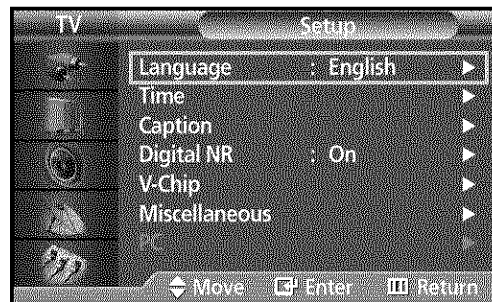 TV Setup
Language : English
Time
Caption
Digital NR : On
V-Chip
Miscellaneous
PC
Move Enter Return